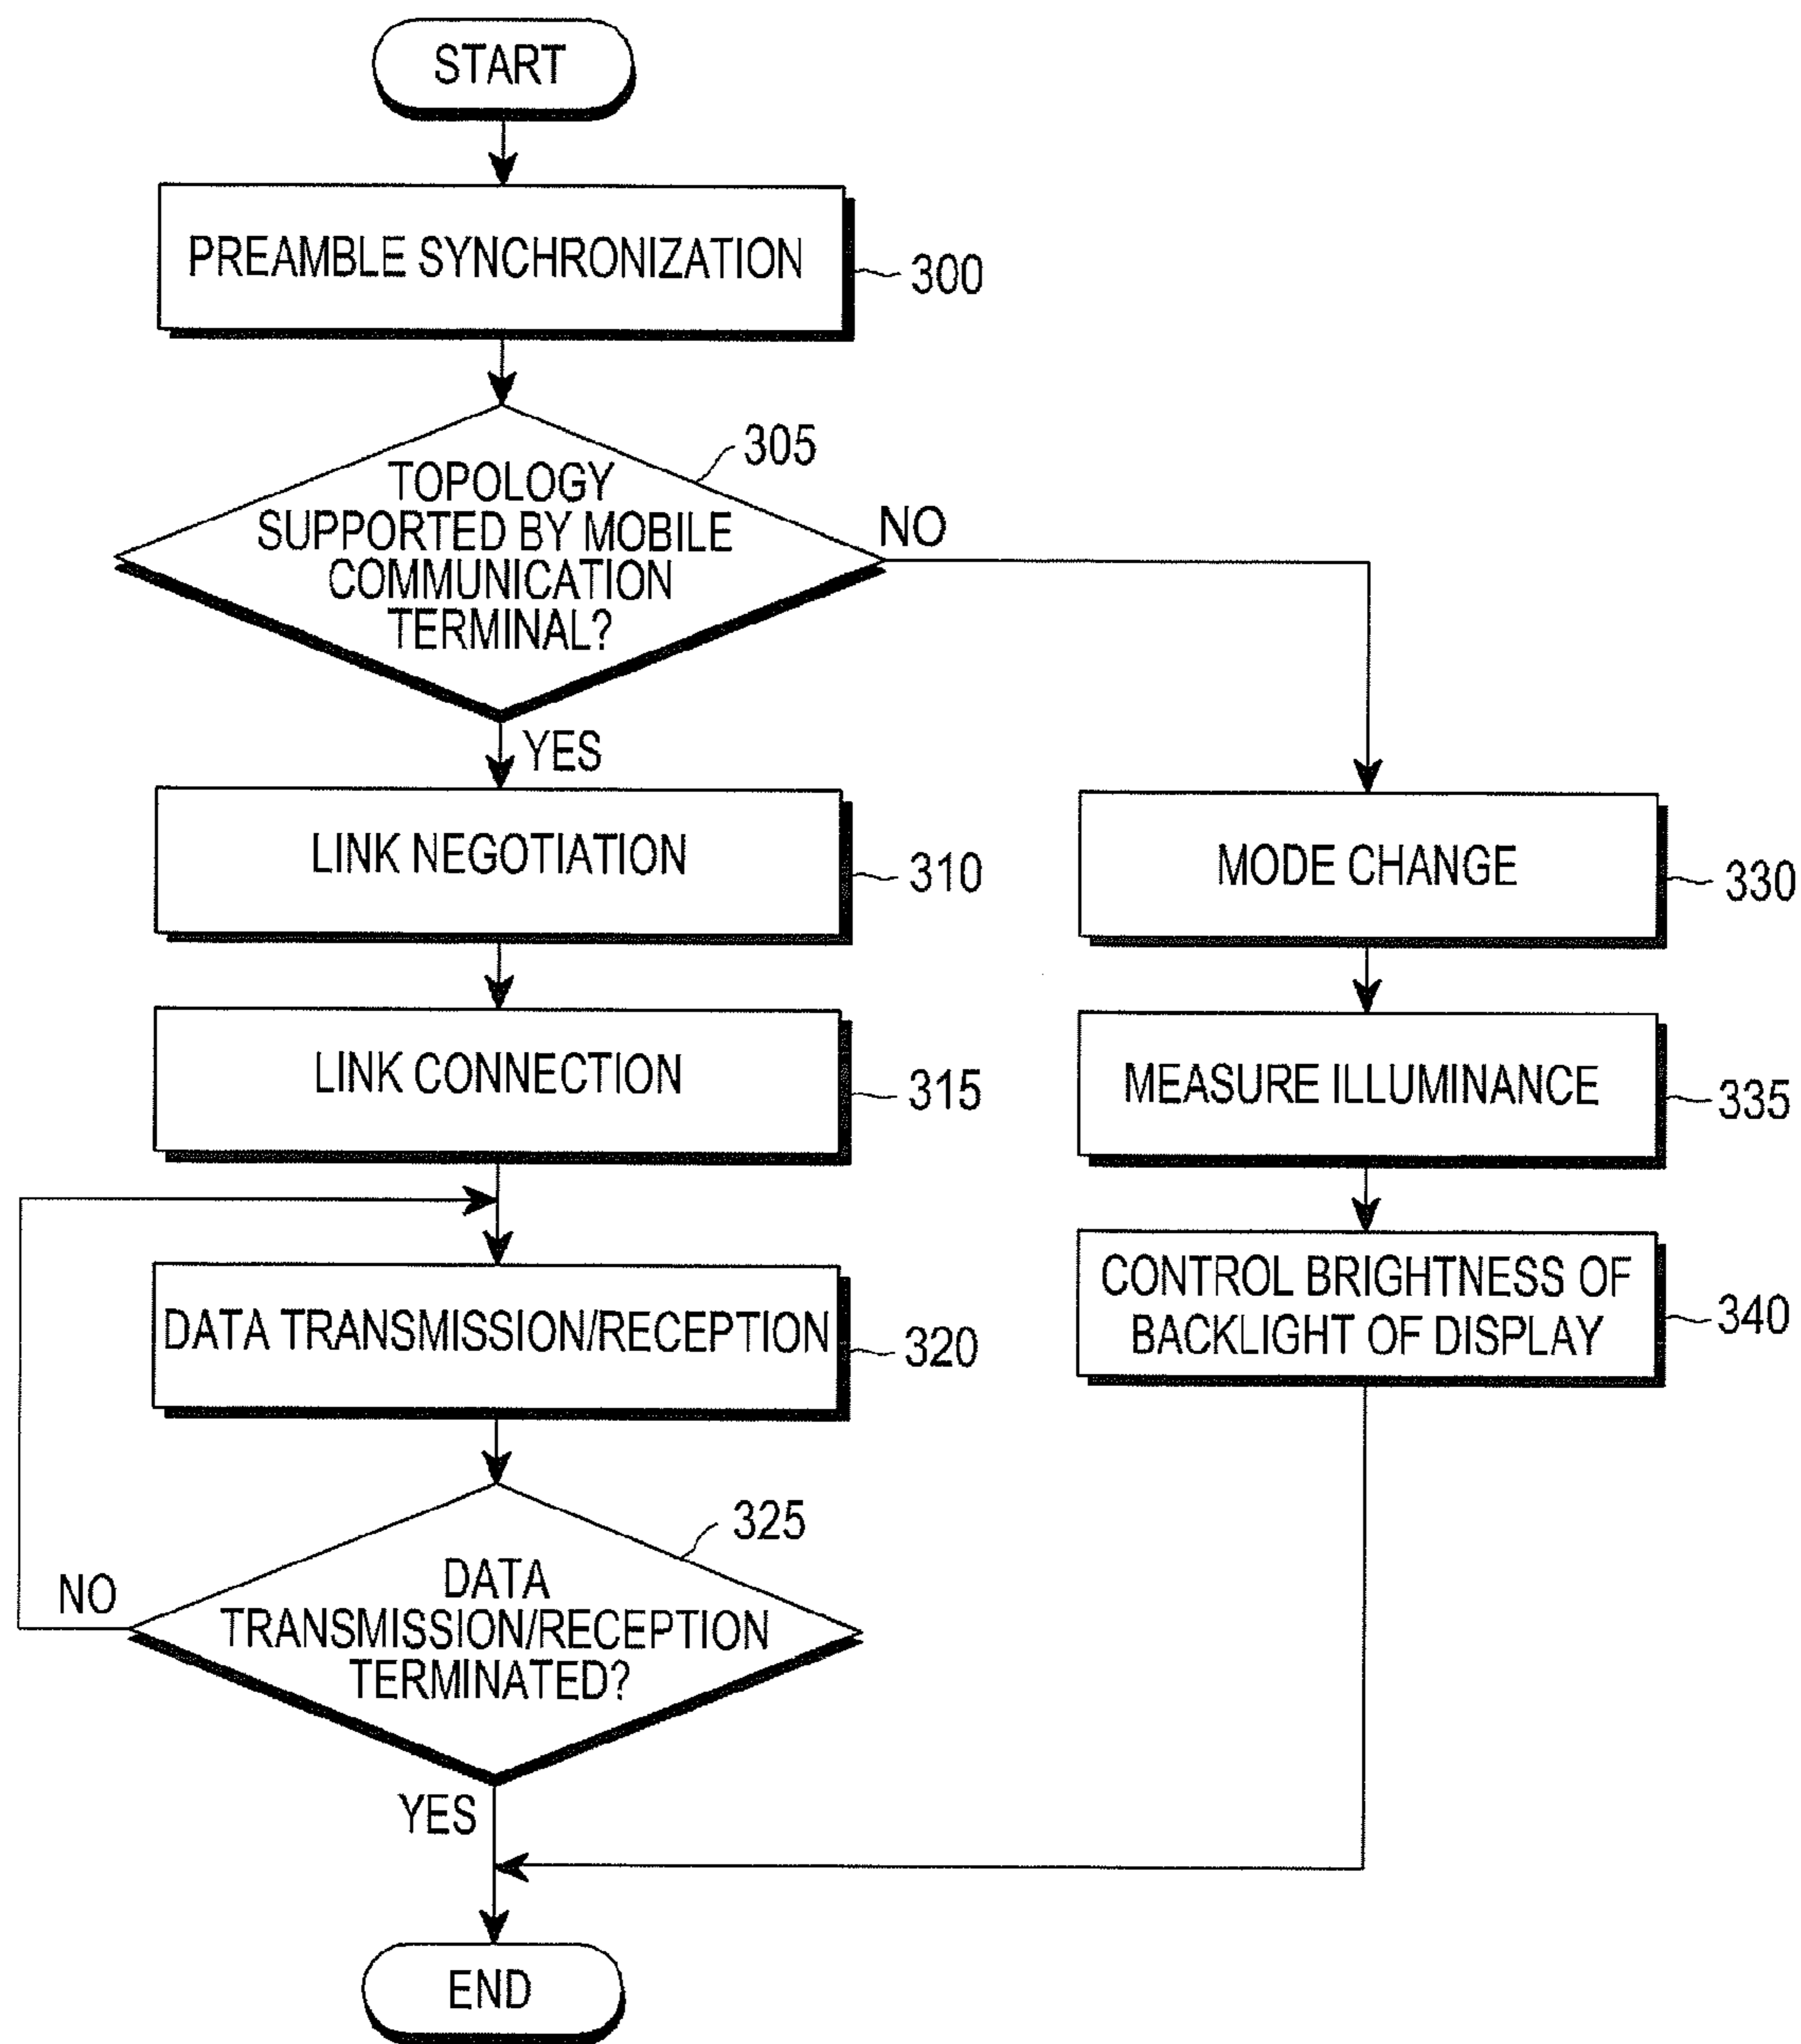 START
PREAMBLE SYNCHRONIZATION
300
305
TOPOLOGY
SUPPORTED BY MOBILE
COMMUNICATION
TERMINAL?
NO
YES
LINK NEGOTIATION
310
MODE CHANGE
330
LINK CONNECTION
315
MEASURE ILLUMINANCE
335
DATA TRANSMISSION/RECEPTION
320
CONTROL BRIGHTNESS OF
BACKLIGHT OF DISPLAY
340
325
DATA
TRANSMISSION/RECEPTION
TERMINATED?
NO
YES
END